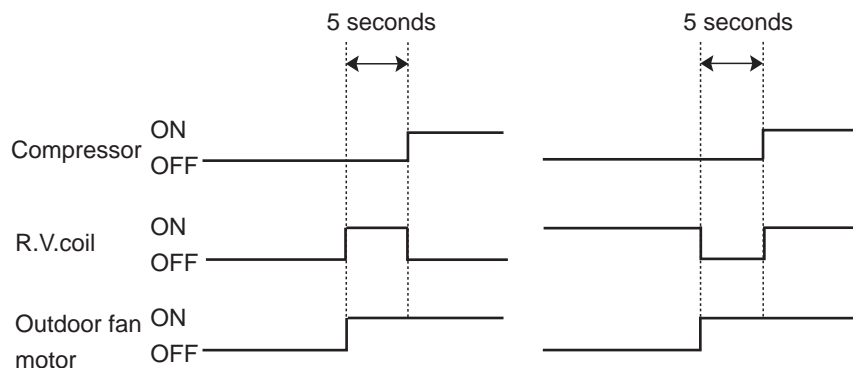 5 seconds 5 seconds
Compressor ON
OFF
R.V.coil ON
OFF
Outdoor fan motor ON
OFF